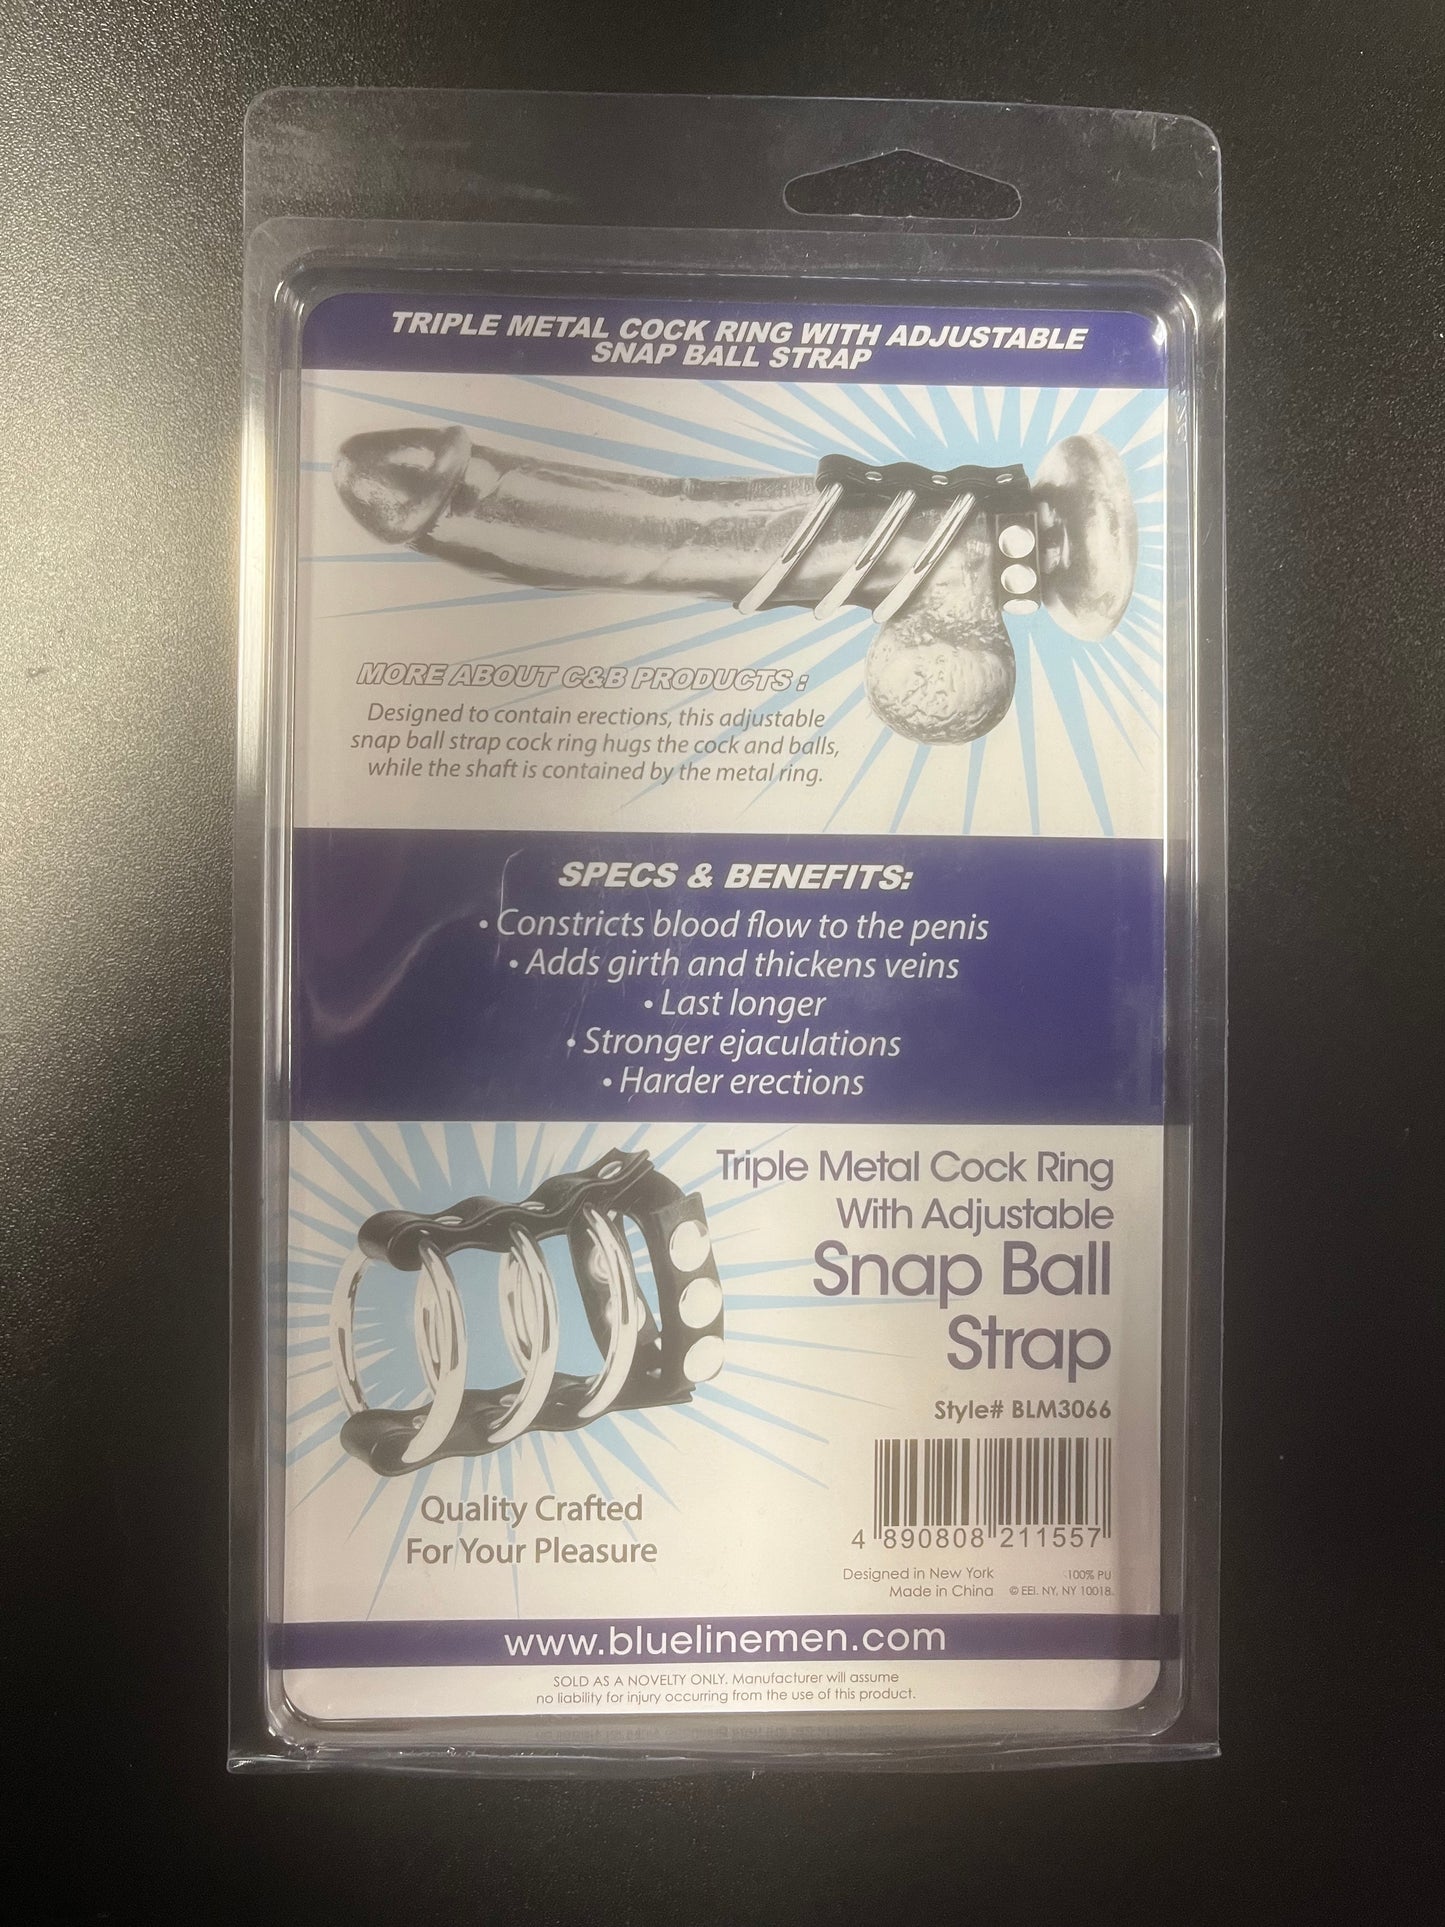 TRIPLE METAL COCK RING WITH ADJUSTABLE
SNAP BALL STRAP
MORE ABOUT C&B PRODUCTS:
Designed to contain erections, this adjustable
snap ball strap cock ring hugs the cock and balls,
while the shaft is contained by the metal ring.
SPECS & BENEFITS:
• Constricts blood flow to the penis
• Adds girth and thickens veins
• Last longer
• Stronger ejaculations
• Harder erections
Triple Metal Cock Ring
With Adjustable
Snap Ball
Strap
Style# BLM3066
4 890808 211557
Quality Crafted
For Your Pleasure
Designed in New York
Made in China
100% PU
© EEI. NY, NY 10018.
www.bluelinemen.com
SOLD AS A NOVELTY ONLY. Manufacturer will assume
no liability for injury occurring from the use of this product.